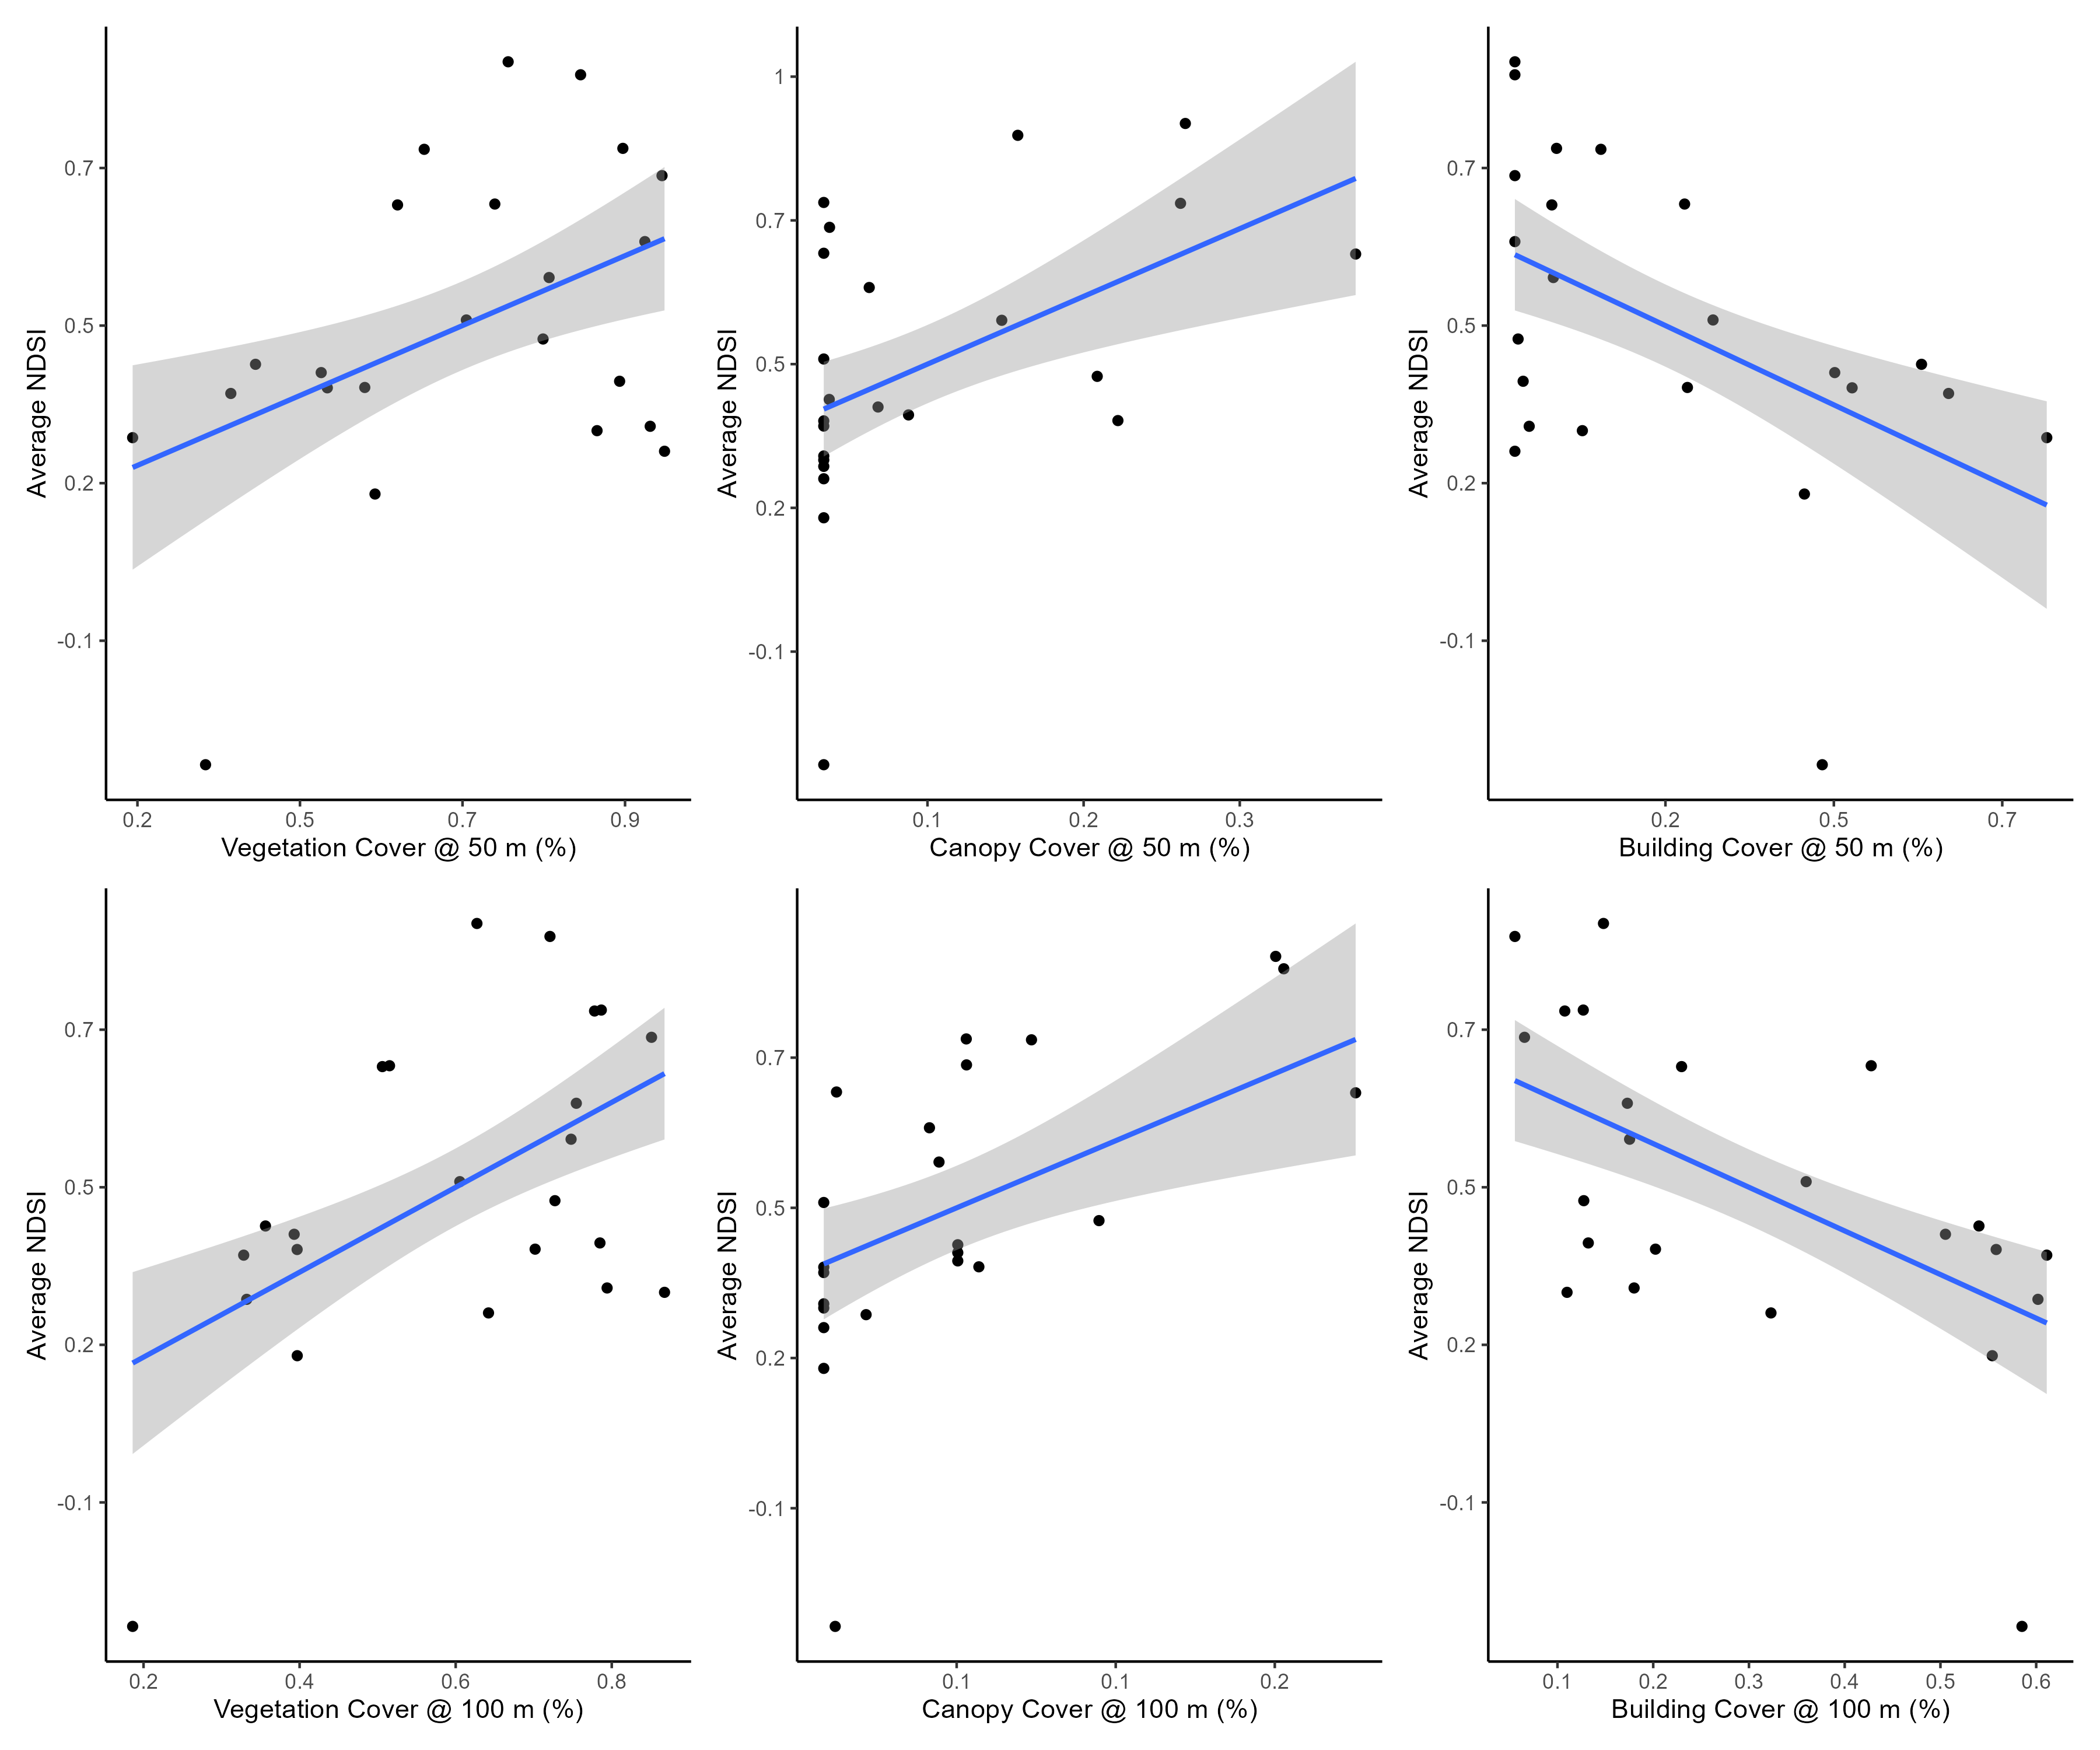 Average NDSI
0.7
0.5
0.2
-0.1
0.2 0.5 0.7 0.9
Vegetation Cover @ 50 m (%)
Average NDSI
1
0.7
0.5
0.2
-0.1
0.1 0.2 0.3
Canopy Cover @ 50 m (%)
Average NDSI
0.7
0.5
0.2
-0.1
0.2 0.5 0.7
Building Cover @ 50 m (%)
Average NDSI
0.7
0.5
0.2
-0.1
0.2 0.4 0.6 0.8
Vegetation Cover @ 100 m (%)
Average NDSI
0.7
0.5
0.2
-0.1
0.1 0.1 0.2
Canopy Cover @ 100 m (%)
Average NDSI
0.7
0.5
0.2
-0.1
0.1 0.2 0.3 0.4 0.5 0.6
Building Cover @ 100 m (%)